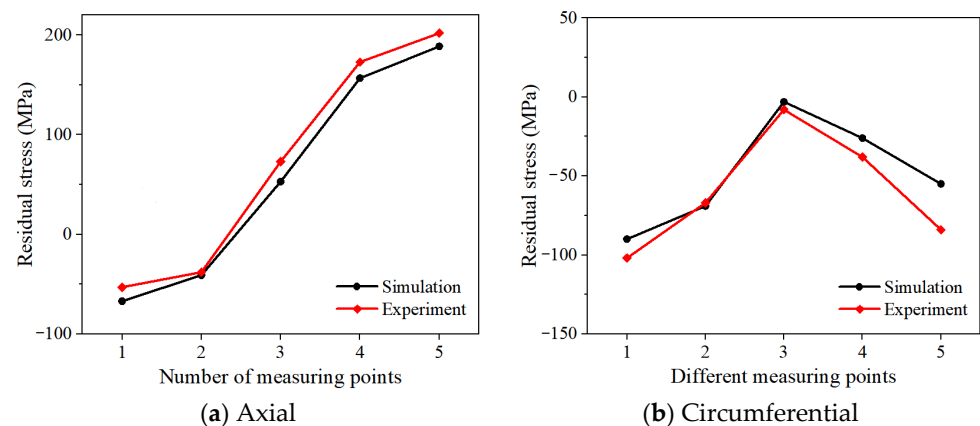 Residual stress (MPa)
200
100
0
−100
Simulation
Experiment
1 2 3 4 5
Number of measuring points
(a) Axial
Residual stress (MPa)
50
0
−50
−100
−150
Simulation
Experiment
1 2 3 4 5
Different measuring points
(b) Circumferential